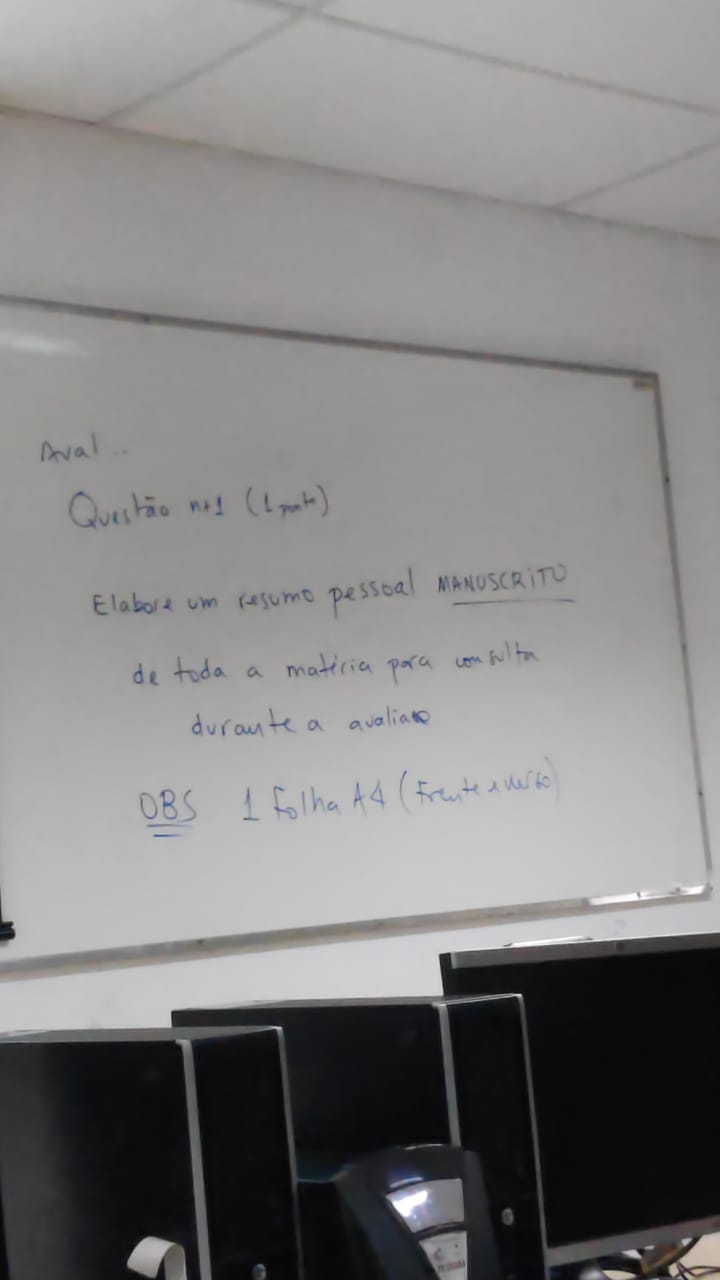 Aval...
Questão n+1 (1 ponto)
Elabore um resumo pessoal MANUSCRITO
de toda a matéria para consulta
durante a avaliação
OBS 1 Folha A4 (Frente e verso)